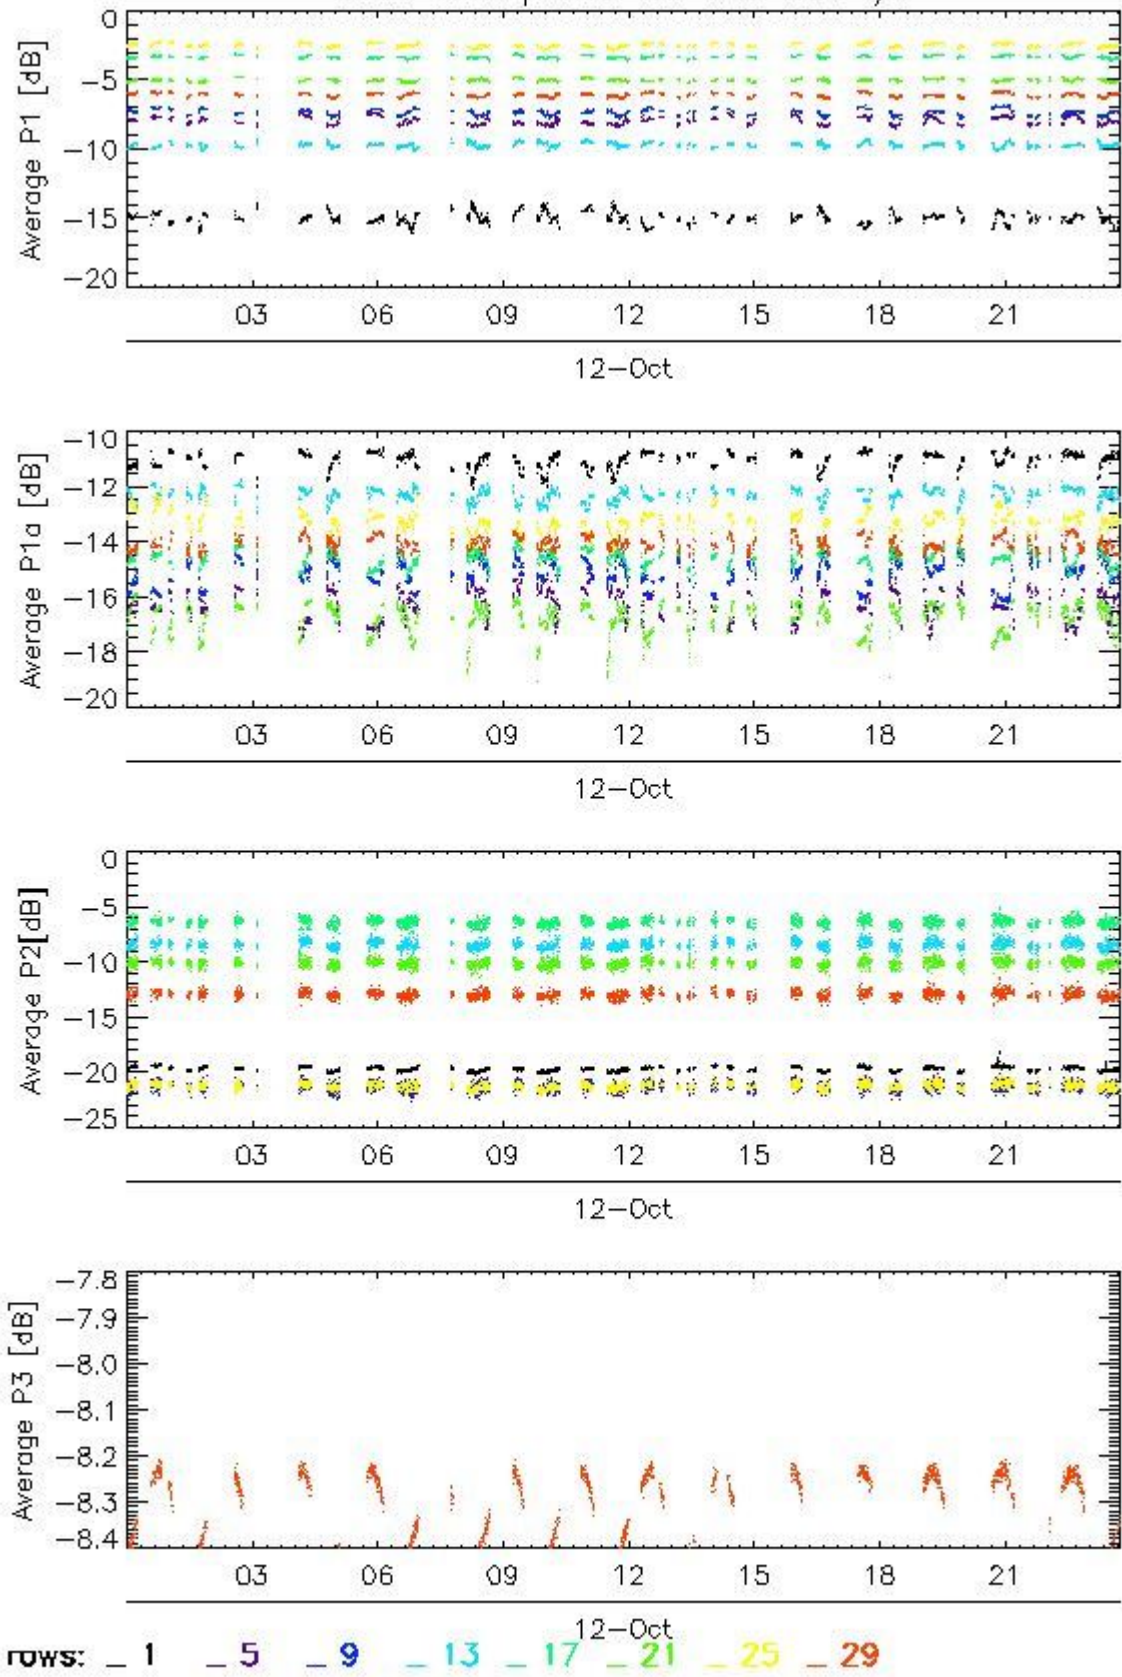 0
-5
-10
-15
-20
Average P1 [dB]
03 06 09 12 15 18 21
12-Oct
-10
-12
-14
-16
-18
-20
Average P1a [dB]
03 06 09 12 15 18 21
12-Oct
0
-5
-10
-15
-20
-25
Average P2[dB]
03 06 09 12 15 18 21
12-Oct
-7.8
-7.9
-8.0
-8.1
-8.2
-8.3
-8.4
Average P3 [dB]
03 06 09 12 15 18 21
12-Oct
rows: _ 1 _ 5 _ 9 _ 13 _ 17 _ 21 _ 25 _ 29